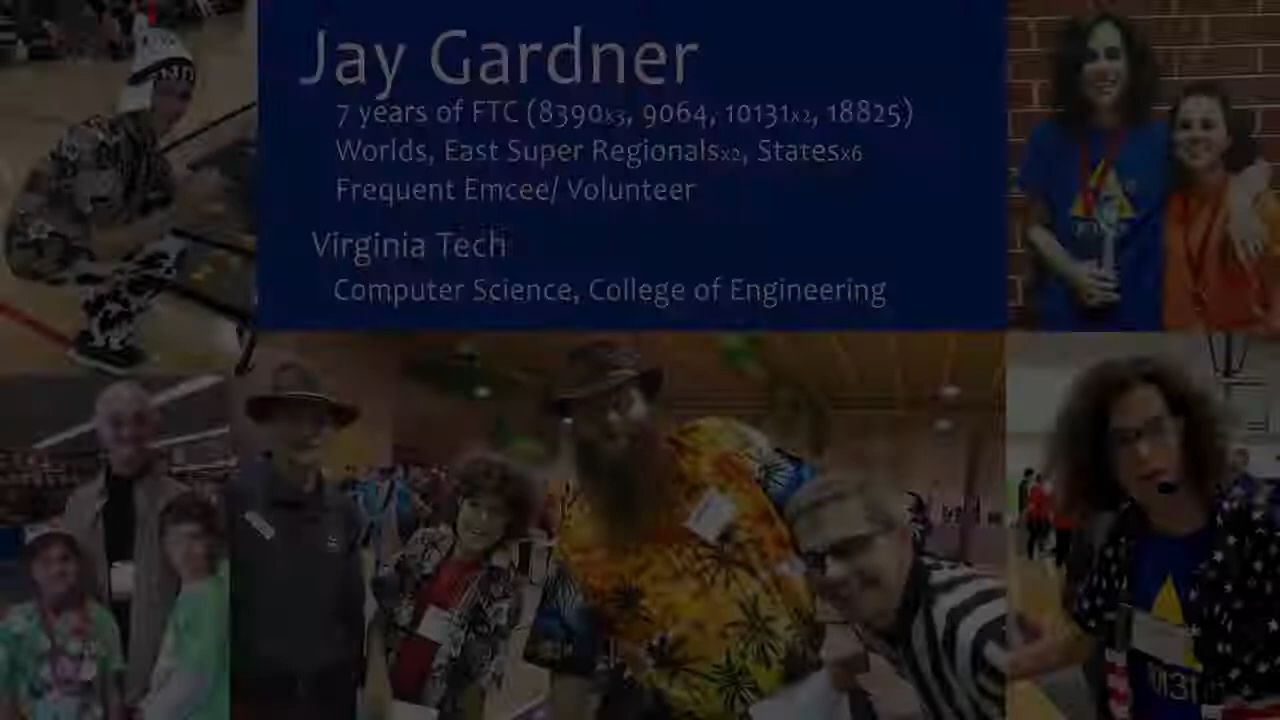 Jay Gardner
7 years of FTC (8390x3, 9064, 10131x2, 18825)
Worlds, East Super Regionalsx2, Statesx6
Frequent Emcee/ Volunteer
Virginia Tech
Computer Science, College of Engineering